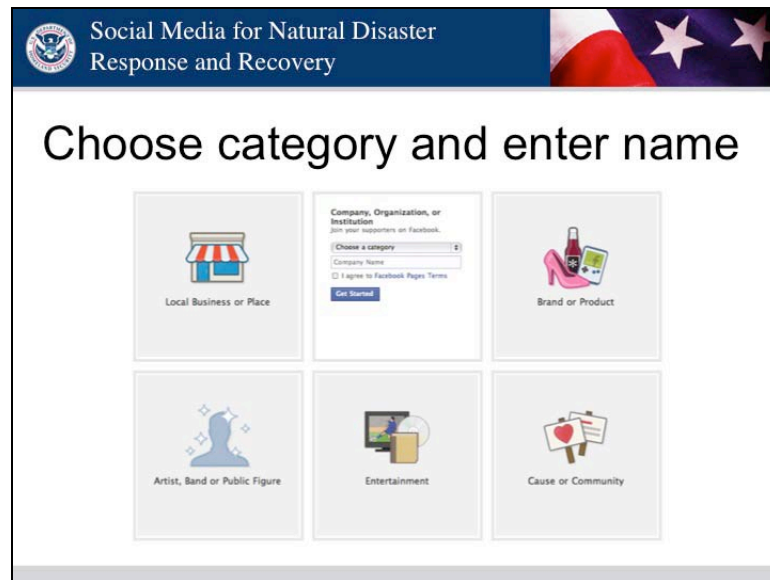 Social Media for Natural Disaster
Response and Recovery
Choose category and enter name
Local Business or Place
Company, Organization, or
Institution
Join your supporters on Facebook.
Choose a category
Company Name
I agree to Facebook Pages Terms
Get Started
Brand or Product
Artist, Band or Public Figure
Entertainment
Cause or Community